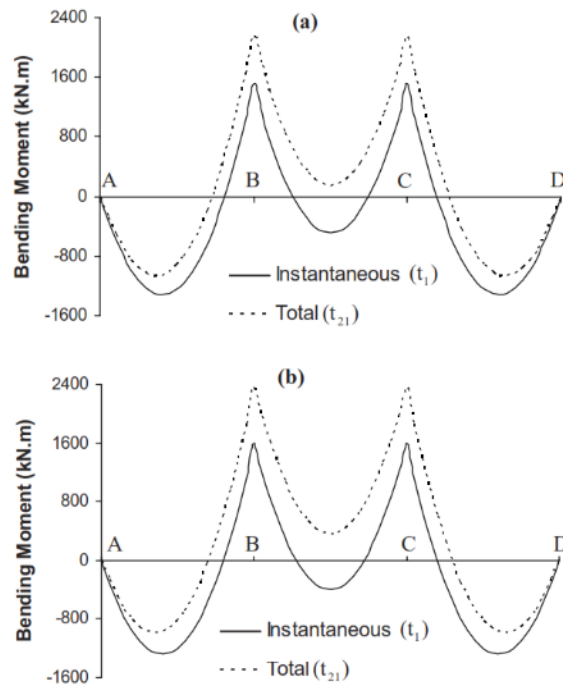 (a)
Bending Moment (kN.m)
2400
1600
800
0
-800
-1600
A B C D
Instantaneous (t₁)
Total (t₂₁)
(b)
Bending Moment (kN.m)
2400
1600
800
0
-800
-1600
A B C D
Instantaneous (t₁)
Total (t₂₁)